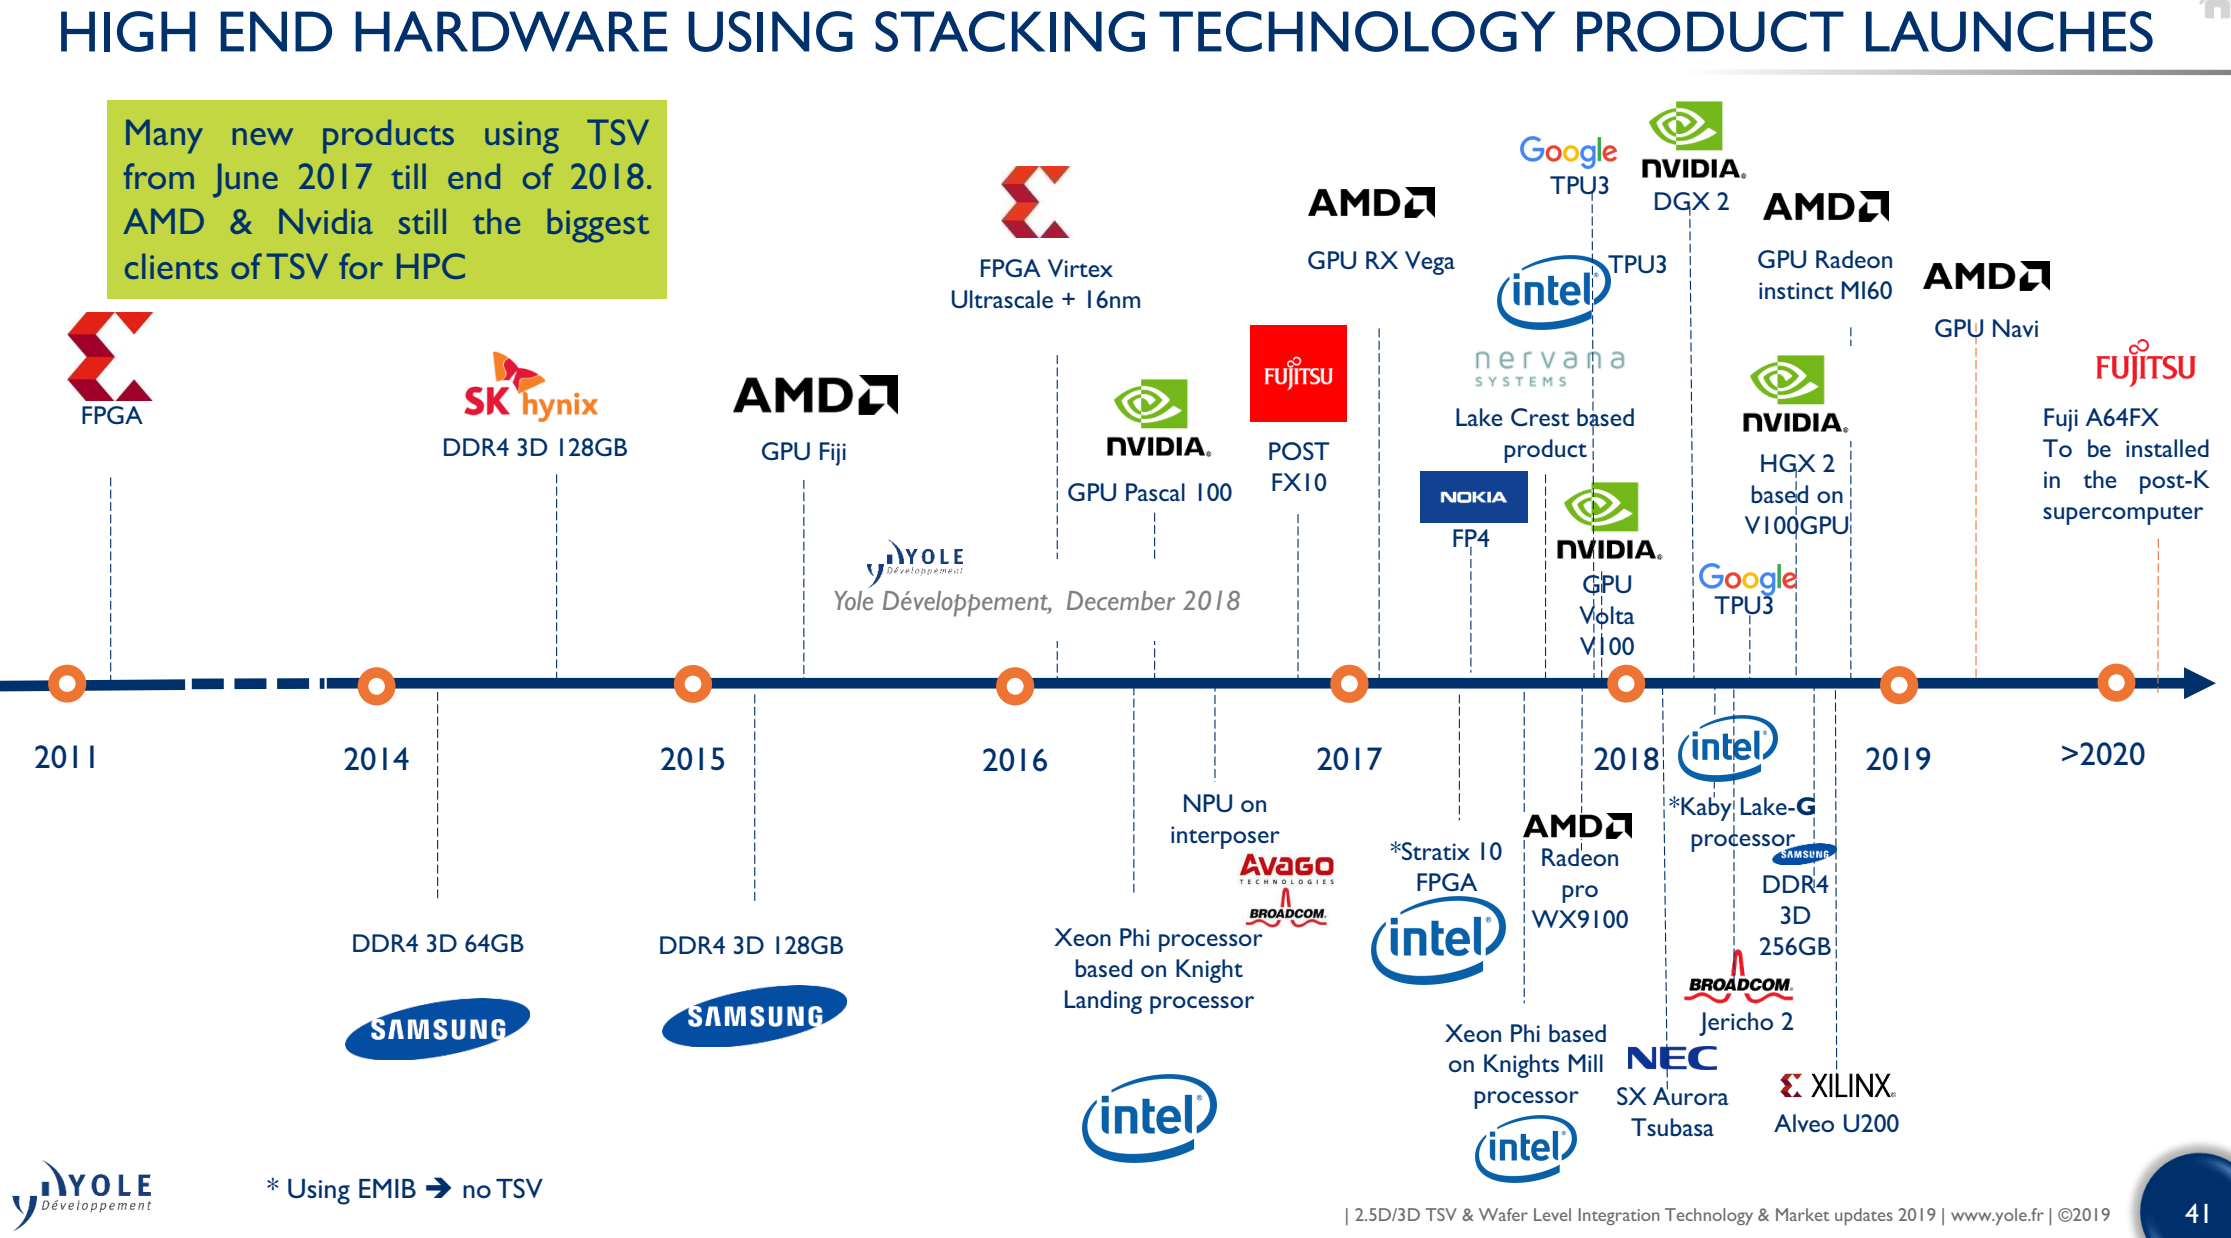 HIGH END HARDWARE USING STACKING TECHNOLOGY PRODUCT LAUNCHES
Many new products using TSV
from June 2017 till end of 2018.
AMD & Nvidia still the biggest
clients of TSV for HPC
FPGA
SK hynix
DDR4 3D 128GB
AMD
GPU Fiji
FPGA Virtex
Ultrascale + 16nm
NVIDIA.
GPU Pascal 100
FUJITSU
POST
FX10
AMD
GPU RX Vega
Google
TPU3
NVIDIA.
DGX 2
intel
TPU3
nervana
SYSTEMS
Lake Crest based
product
NOKIA
FP4
NVIDIA.
GPU
Volta
V100
AMD
GPU Radeon
instinct MI60
NVIDIA.
HGX 2
based on
V100GPU
Google
TPU3
AMD
GPU Navi
FUJITSU
Fuji A64FX
To be installed
in the post-K
supercomputer
YOLE
Développement
Yole Développement, December 2018
2011
2014
2015
2016
2017
2018
2019
>2020
DDR4 3D 64GB
SAMSUNG
DDR4 3D 128GB
SAMSUNG
Xeon Phi processor
based on Knight
Landing processor
intel
NPU on
interposer
AVAGO
TECHNOLOGIES
BROADCOM.
*Stratix 10
FPGA
intel
Xeon Phi based
on Knights Mill
processor
intel
AMD
Radeon
pro
WX9100
NEC
SX Aurora
Tsubasa
intel
*Kaby Lake-G
processor
BROADCOM.
Jericho 2
SAMSUNG
DDR4
3D
256GB
XILINX
Alveo U200
YOLE
Développement
* Using EMIB ➔ no TSV
| 2.5D/3D TSV & Wafer Level Integration Technology & Market updates 2019 | www.yole.fr | ©2019
41